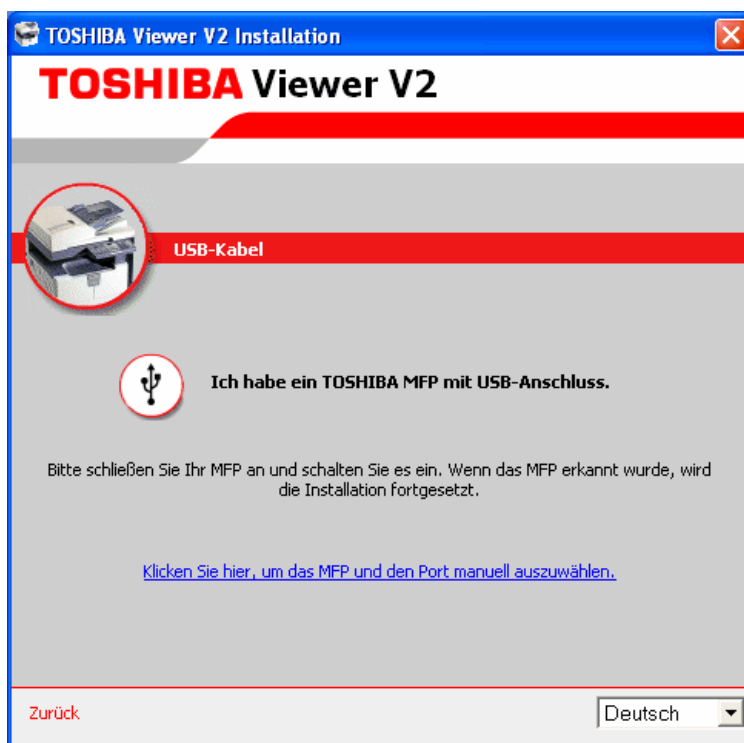 TOSHIBA Viewer V2 Installation
TOSHIBA Viewer V2
USB-Kabel
Ich habe ein TOSHIBA MFP mit USB-Anschluss.
Bitte schließen Sie Ihr MFP an und schalten Sie es ein. Wenn das MFP erkannt wurde, wird
die Installation fortgesetzt.
Klicken Sie hier, um das MFP und den Port manuell auszuwählen.
Zurück
Deutsch